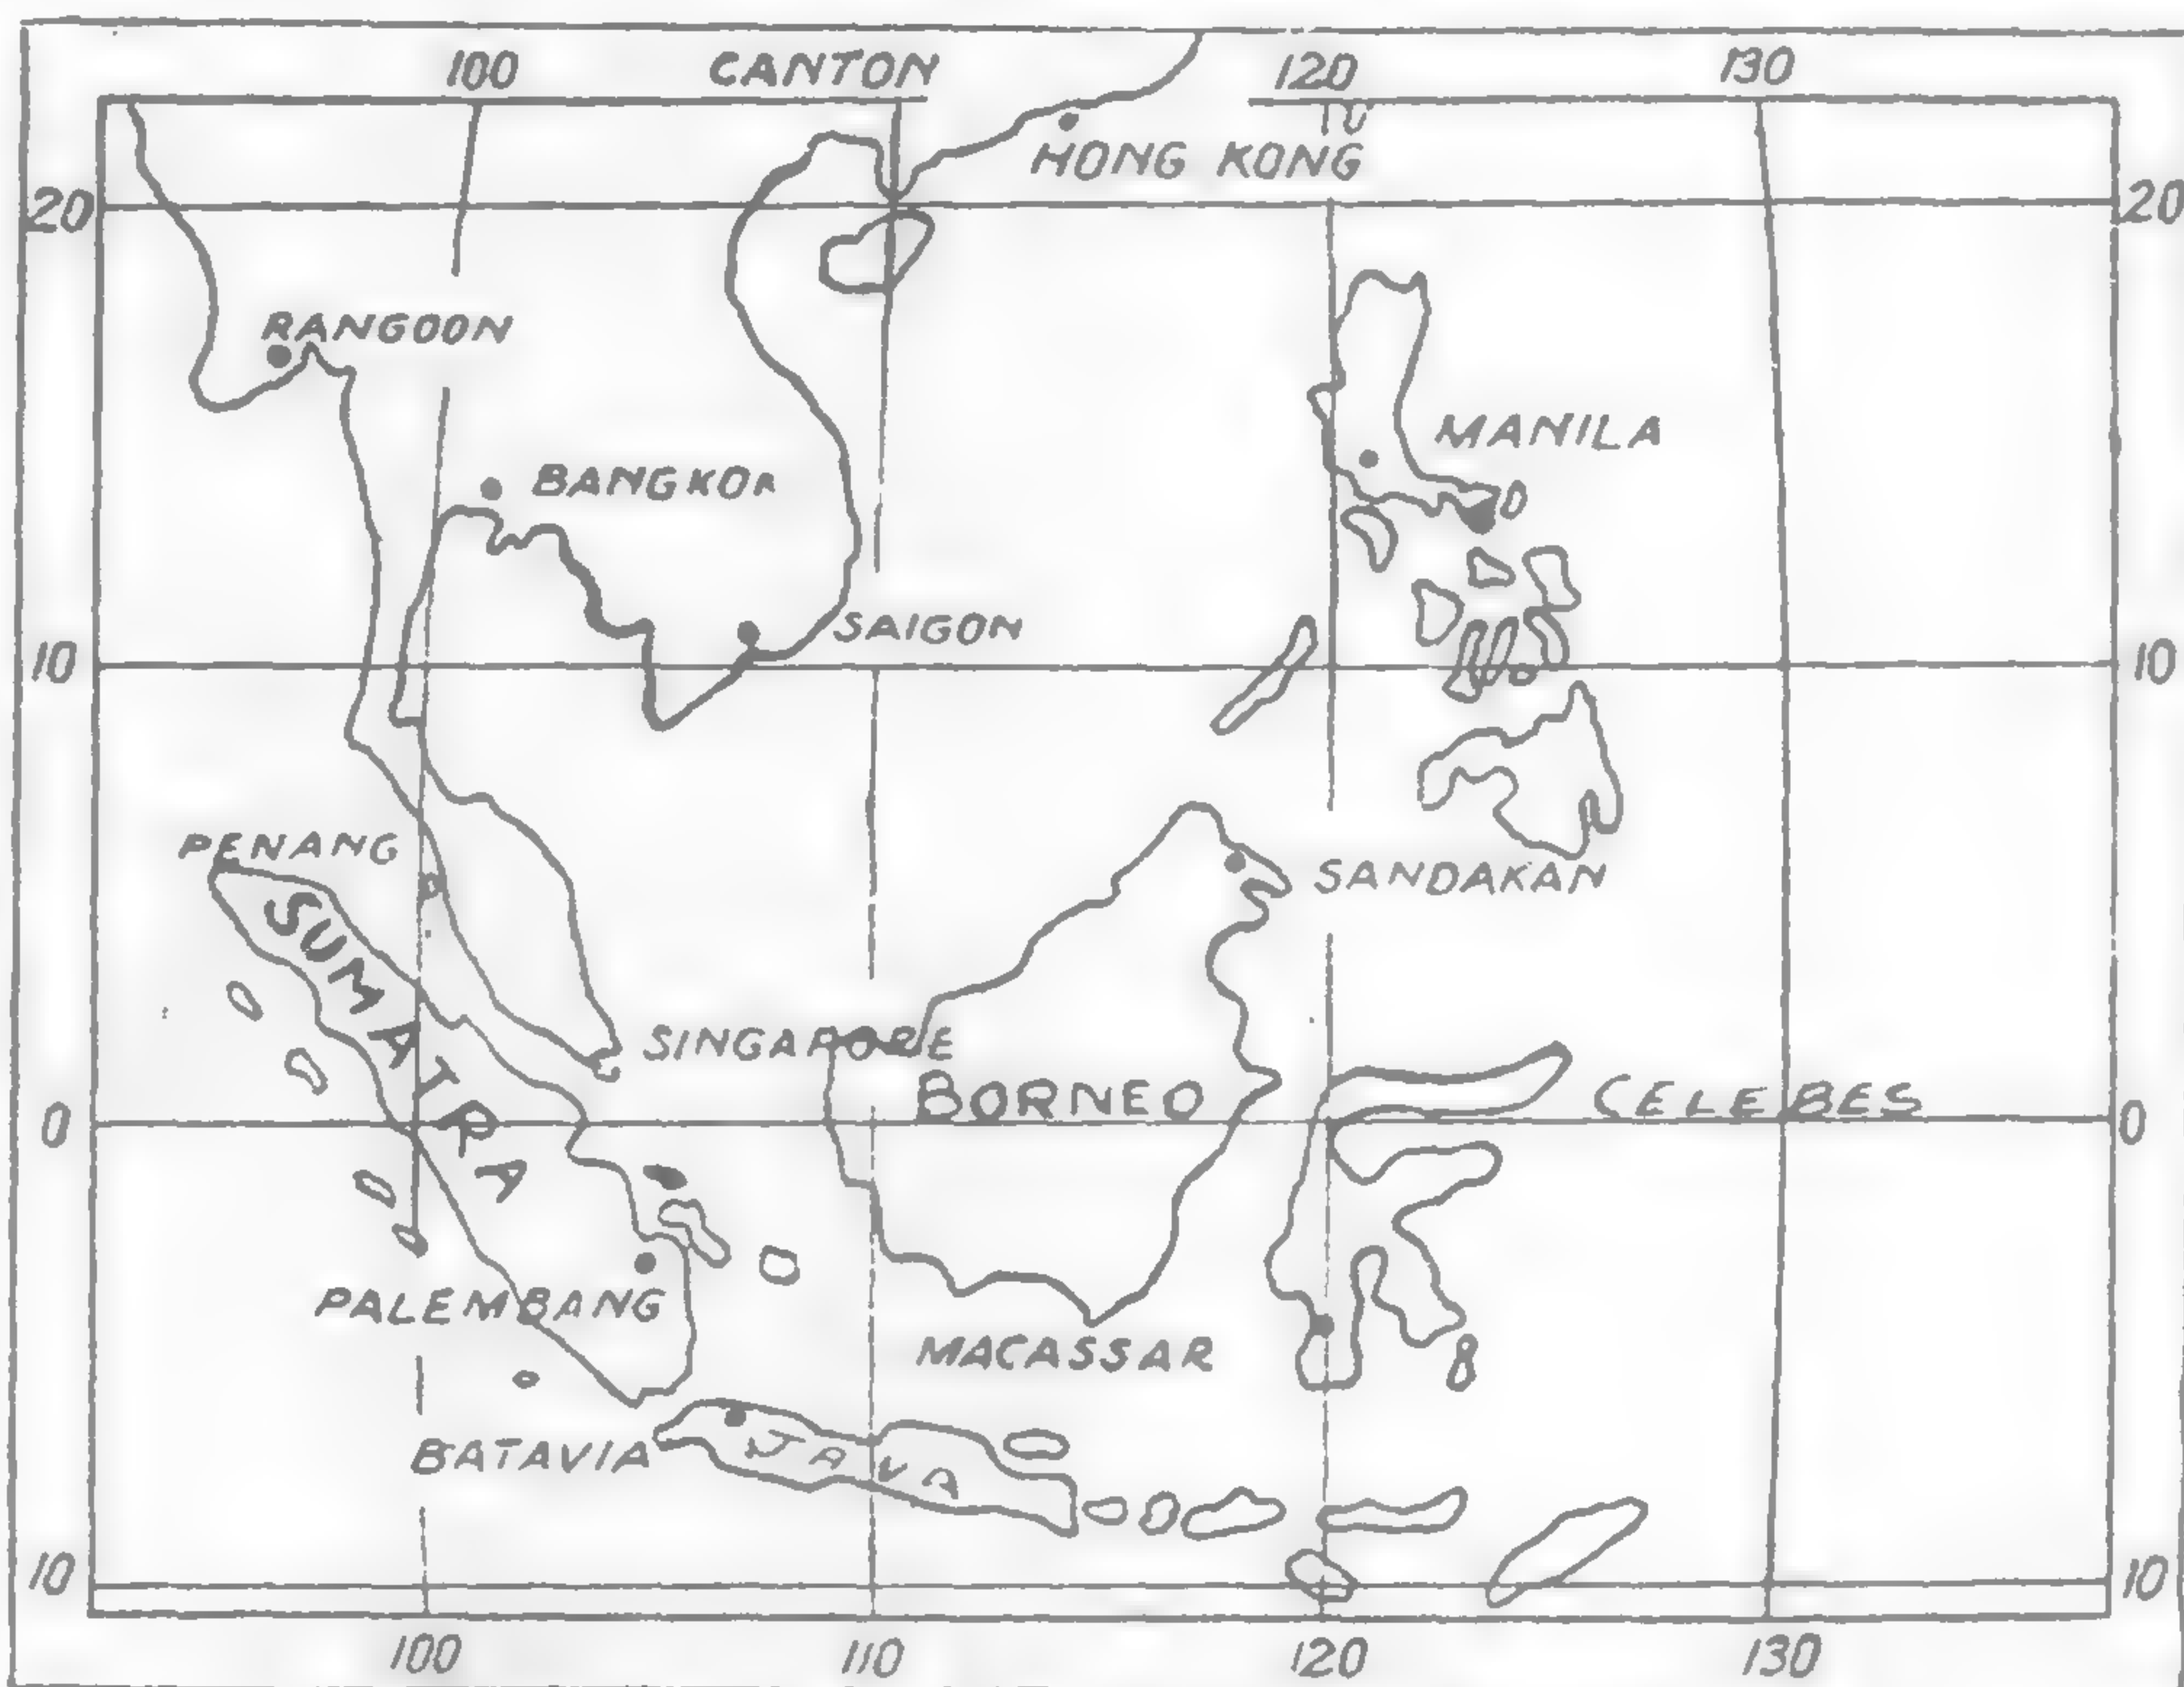 100 CANTON 120 130
HONG KONG
20 20
RANGOON
MANILA
BANGKOK
SAIGON
10 10
PENANG
SANDAKAN
SUMATRA
SINGAPORE
BORNEO
CELEBES
0 0
PALEMBANG
MACASSAR
BATAVIA
JAVA
10 10
100 110 120 130